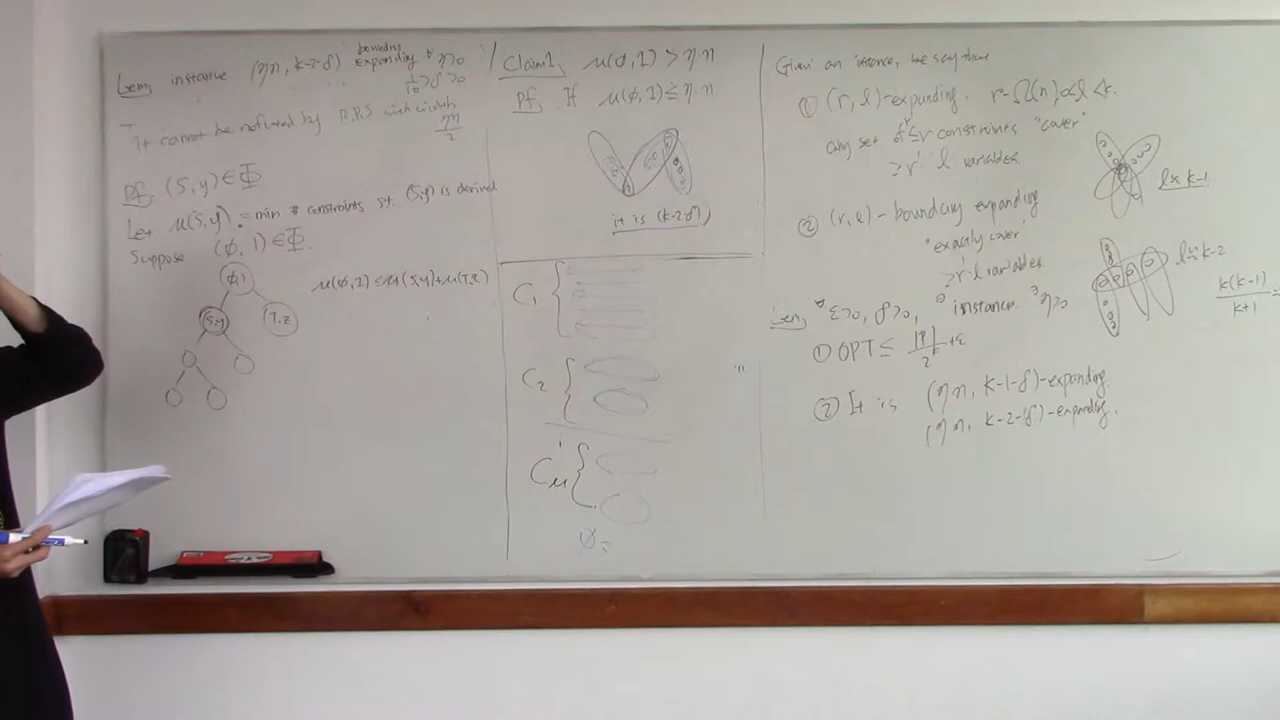 Lem, instance (ηn, k-2-δ) boundary expanding ∀ η>0
1/10 > δ > 0
it cannot be refuted by R.P.S with width ηn/2
Pf, (S,y) ∈ Φ
Let μ(S,y) = min # constraints st. (S,y) is derived
Suppose (φ, 1) ∈ Φ.
φ,1
S,y
T,z
μ(φ,1) ≤ μ(S,y)+μ(T,z)
Claim1, μ(φ,1) > η·n
Pf, If μ(φ,1) ≤ η·n
it is (k-2-δ)
C1 {
C2 {
Cμ {
φ =
Given an instance, we say
① (r, l)-expanding. r=Ω(n) l<k.
any set of ≤r constraints "cover"
≥r'·l variables
l≈k-1
② (r, e) - boundary expanding
"exactly cover"
≥r'·l variables
l≈k-2
k(k-1)/k+1 =
Lem, ∀ε>0, δ>0, ∃ instance. ∃η>0
① OPT ≤ |P|/2^k +ε
② It is (ηn, k-1-δ)-expanding
(ηn, k-2-δ)-expanding.